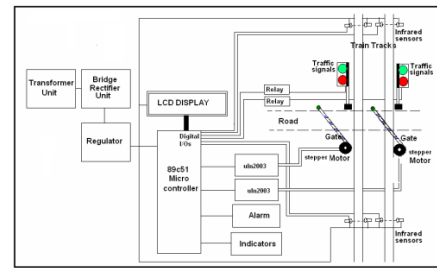 Infrared
sensors
Traffic
signals
Train Tracks
Traffic
signals
Transformer
Unit
Bridge
Rectifier
Unit
LCD DISPLAY
Relay
Relay
Road
Regulator
Digital
I/Os
Gate
Gate
stepper Motor
stepper Motor
89c51
Micro
controller
uln2003
uln2003
Alarm
Indicators
Infrared
sensors